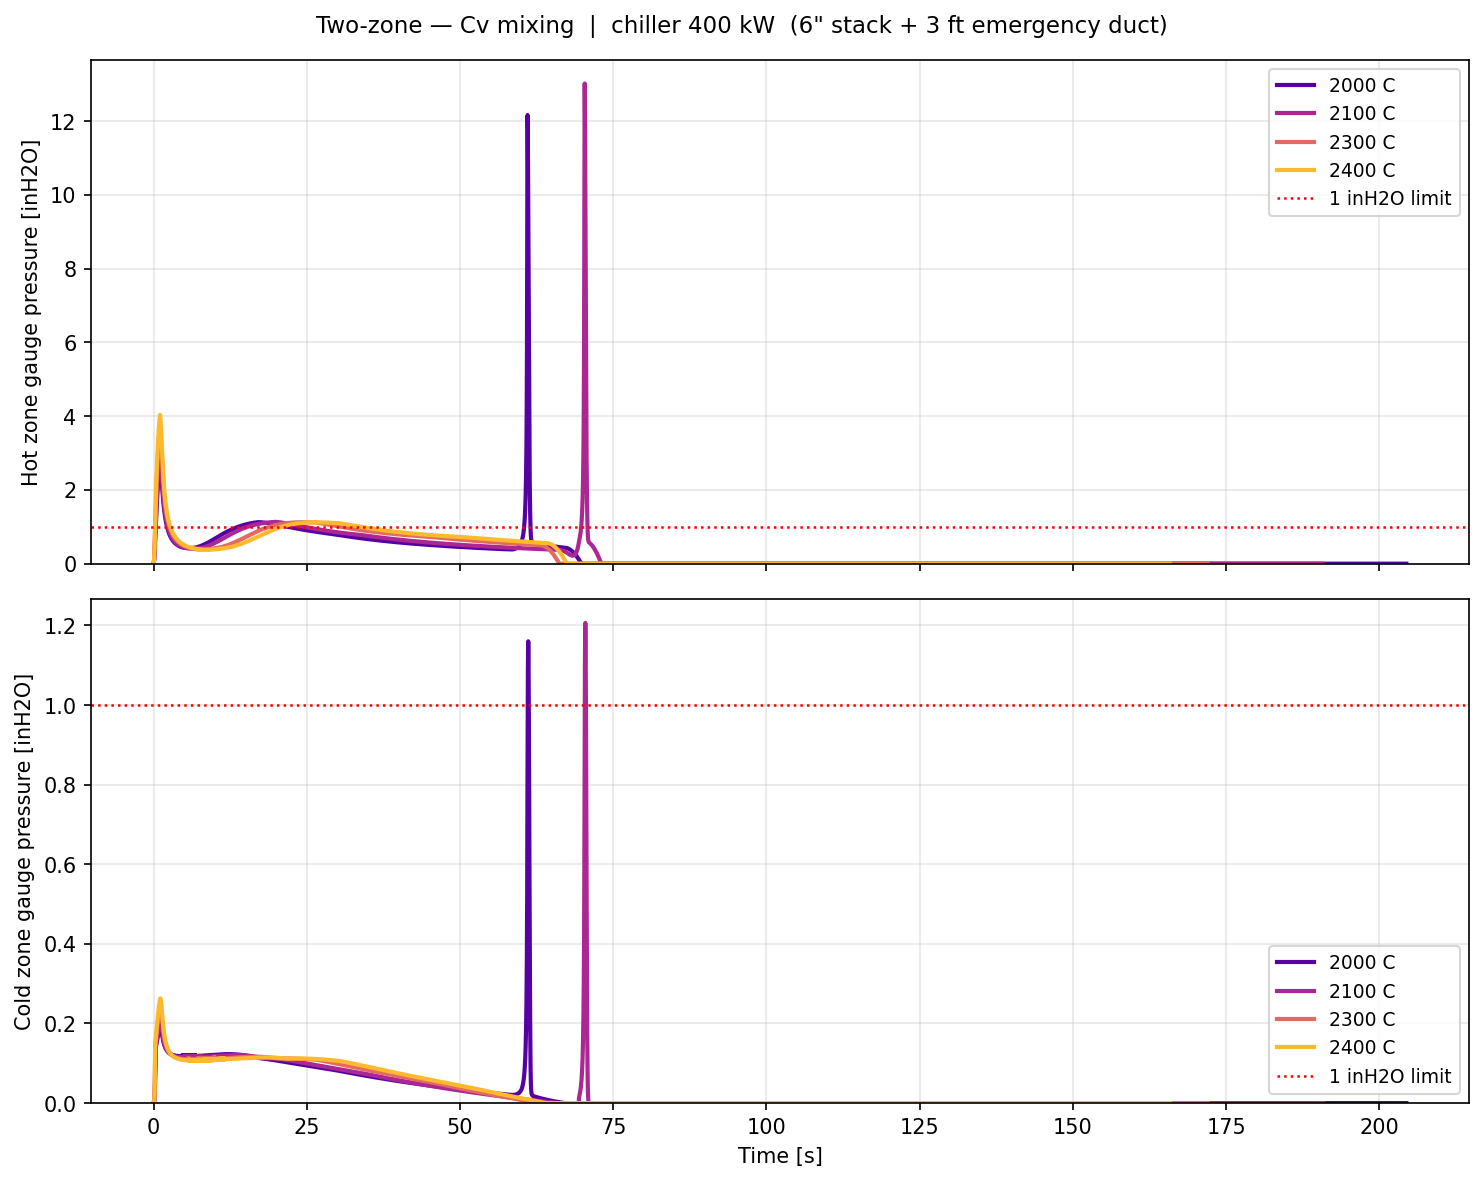 Two-zone — Cv mixing | chiller 400 kW (6" stack + 3 ft emergency duct)
Hot zone gauge pressure [inH2O]
12
10
8
6
4
2
0
2000 C
2100 C
2300 C
2400 C
1 inH2O limit
Cold zone gauge pressure [inH2O]
1.2
1.0
0.8
0.6
0.4
0.2
0.0
2000 C
2100 C
2300 C
2400 C
1 inH2O limit
0 25 50 75 100 125 150 175 200
Time [s]